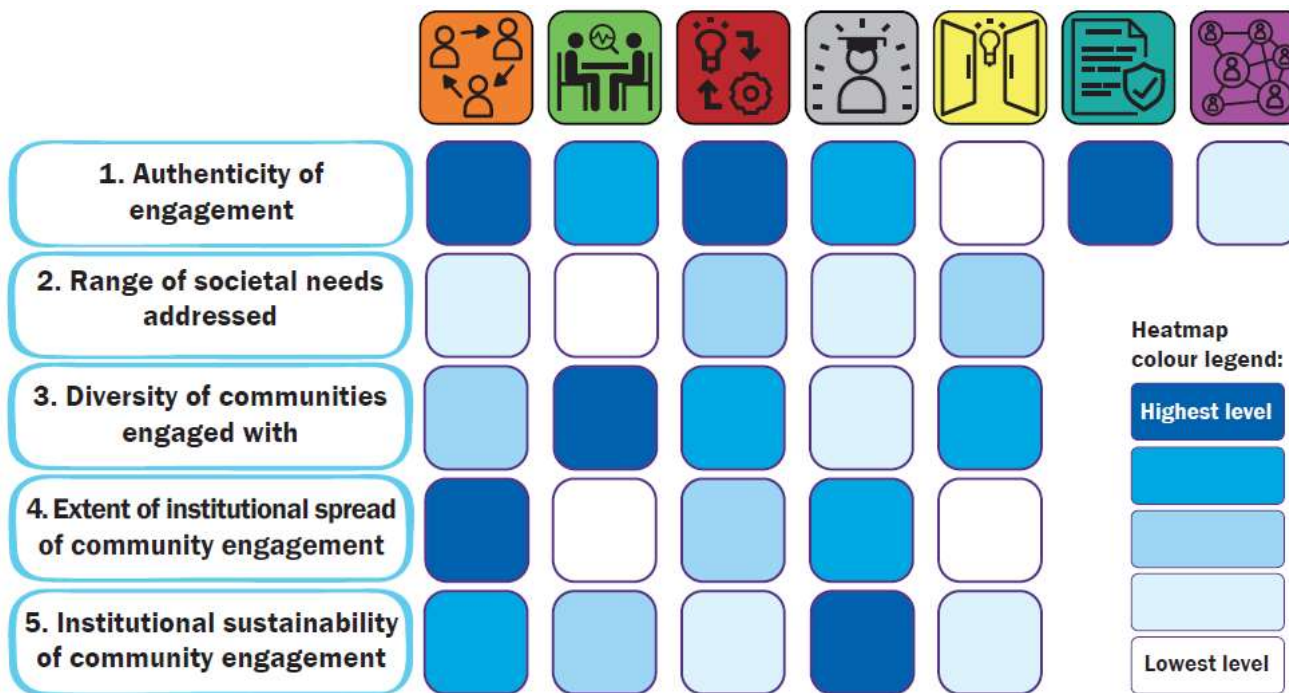 1. Authenticity of
engagement
2. Range of societal needs
addressed
3. Diversity of communities
engaged with
4. Extent of institutional spread
of community engagement
5. Institutional sustainability
of community engagement
Heatmap
colour legend:
Highest level
Lowest level